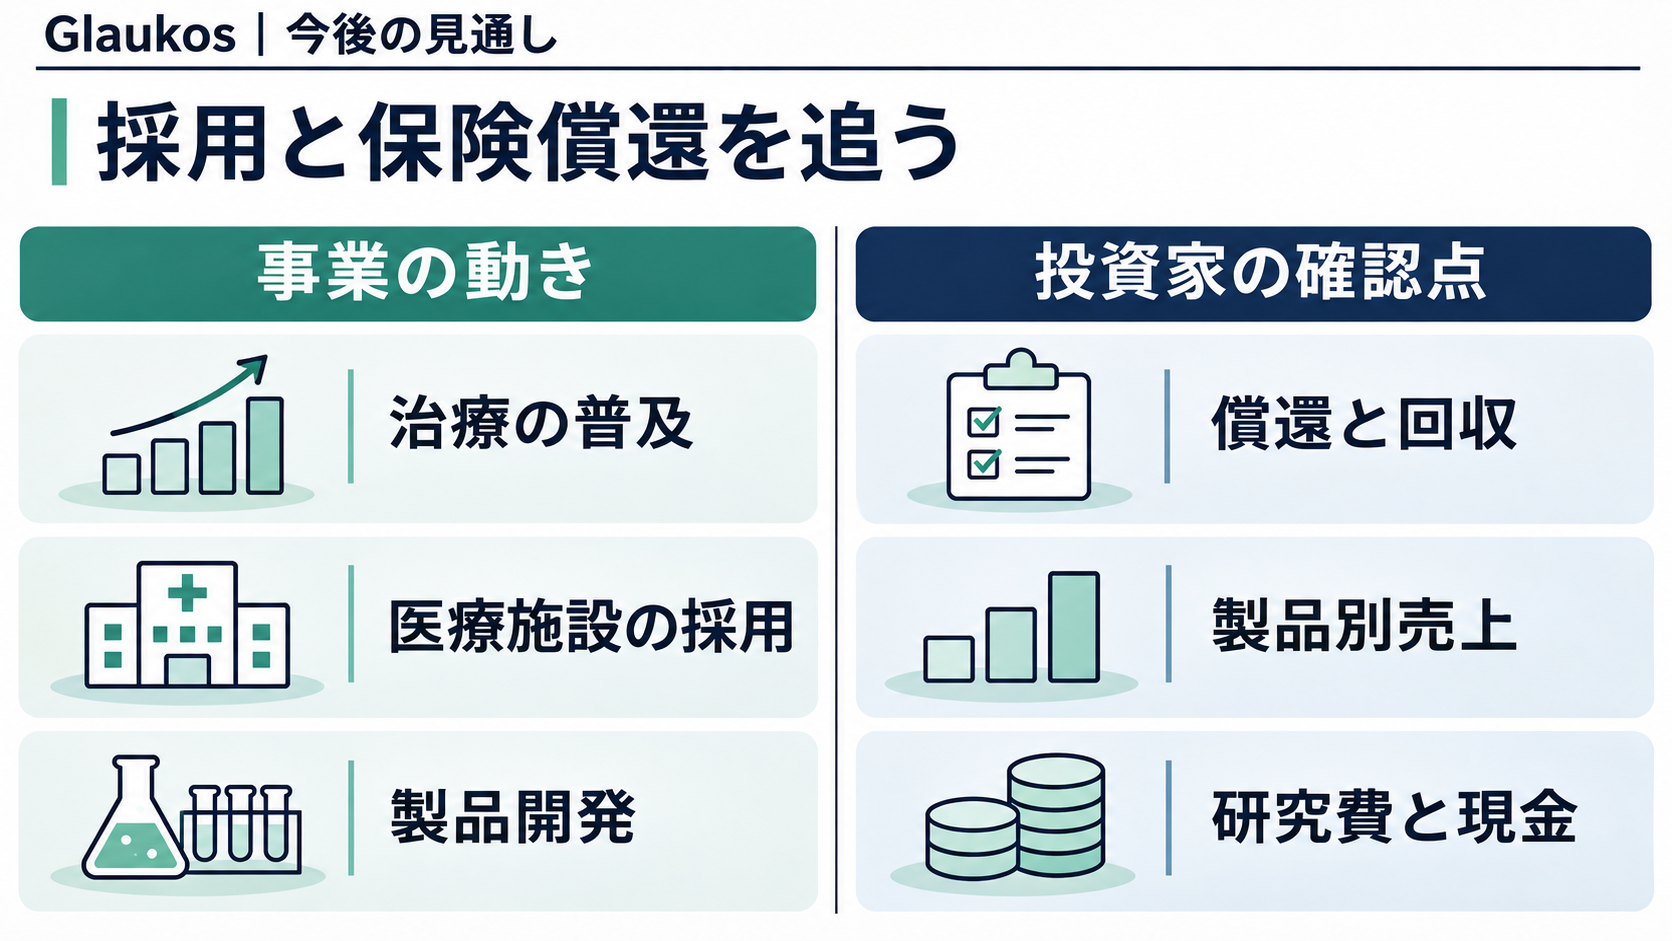 Glaukos｜今後の見通し
採用と保険償還を追う
事業の動き
治療の普及
医療施設の採用
製品開発
投資家の確認点
償還と回収
製品別売上
研究費と現金